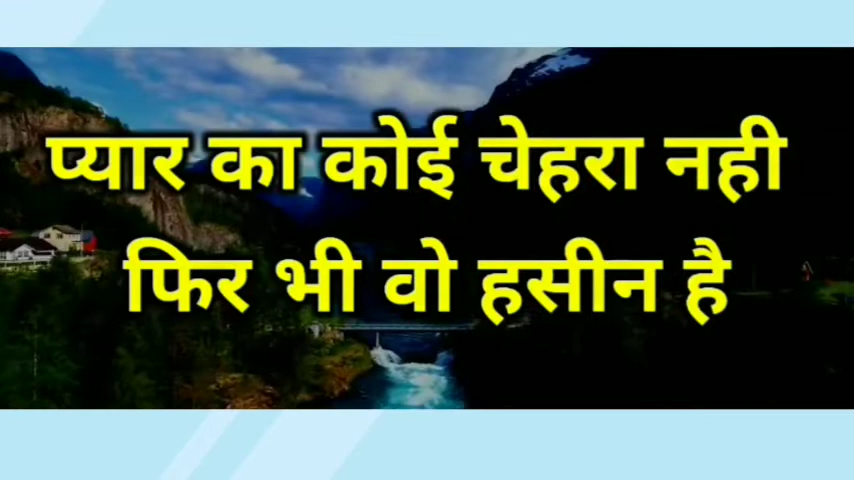 प्यार का कोई चेहरा नही
फिर भी वो हसीन है